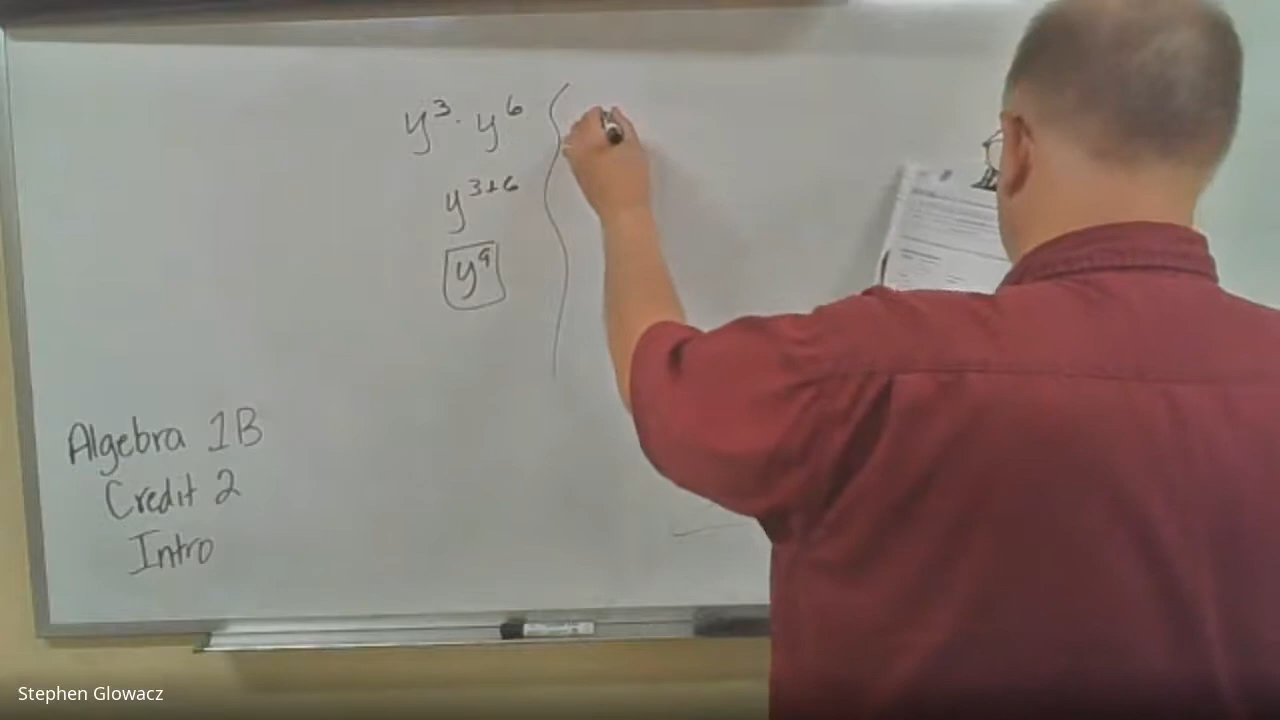 y³ · y⁶
y³⁺⁶
y⁹
Algebra 1B
Credit 2
Intro
Stephen Glowacz